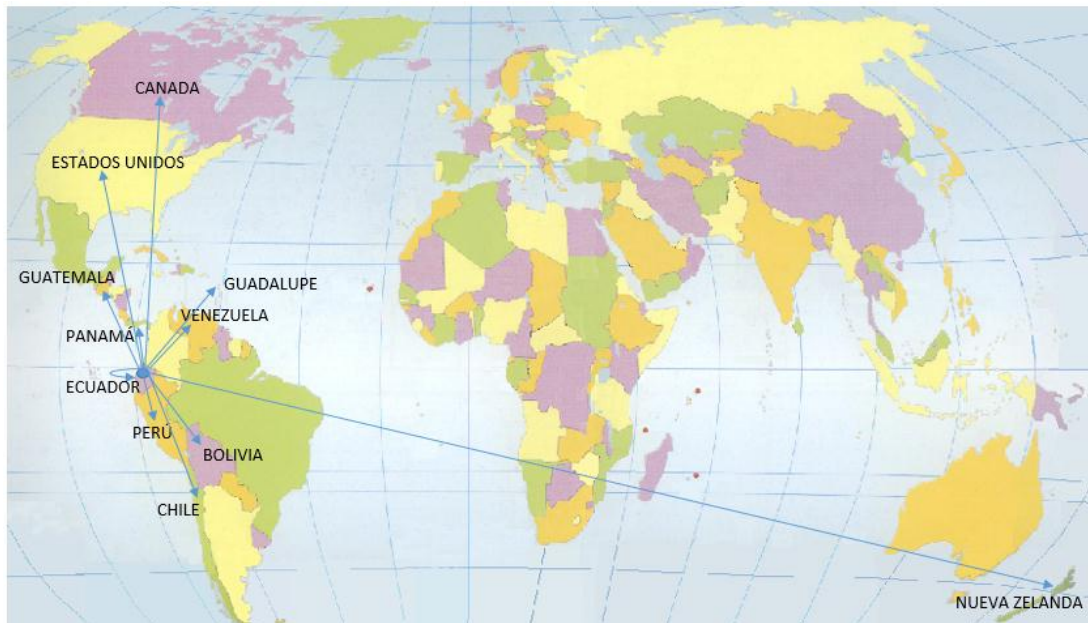 CANADA
ESTADOS UNIDOS
GUATEMALA
GUADALUPE
VENEZUELA
PANAMÁ
ECUADOR
PERÚ
BOLIVIA
CHILE
NUEVA ZELANDA